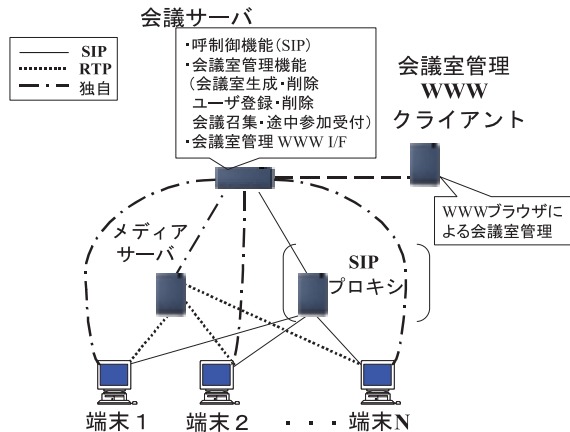 会議サーバ
SIP
RTP
独自
・呼制御機能(SIP)
・会議室管理機能
(会議室生成・削除
ユーザ登録・削除
会議召集・途中参加受付)
・会議室管理 WWW I/F
会議室管理
WWW
クライアント
WWWブラウザに
よる会議室管理
メディア
サーバ
SIP
プロキシ
端末1
端末2
・・・
端末N